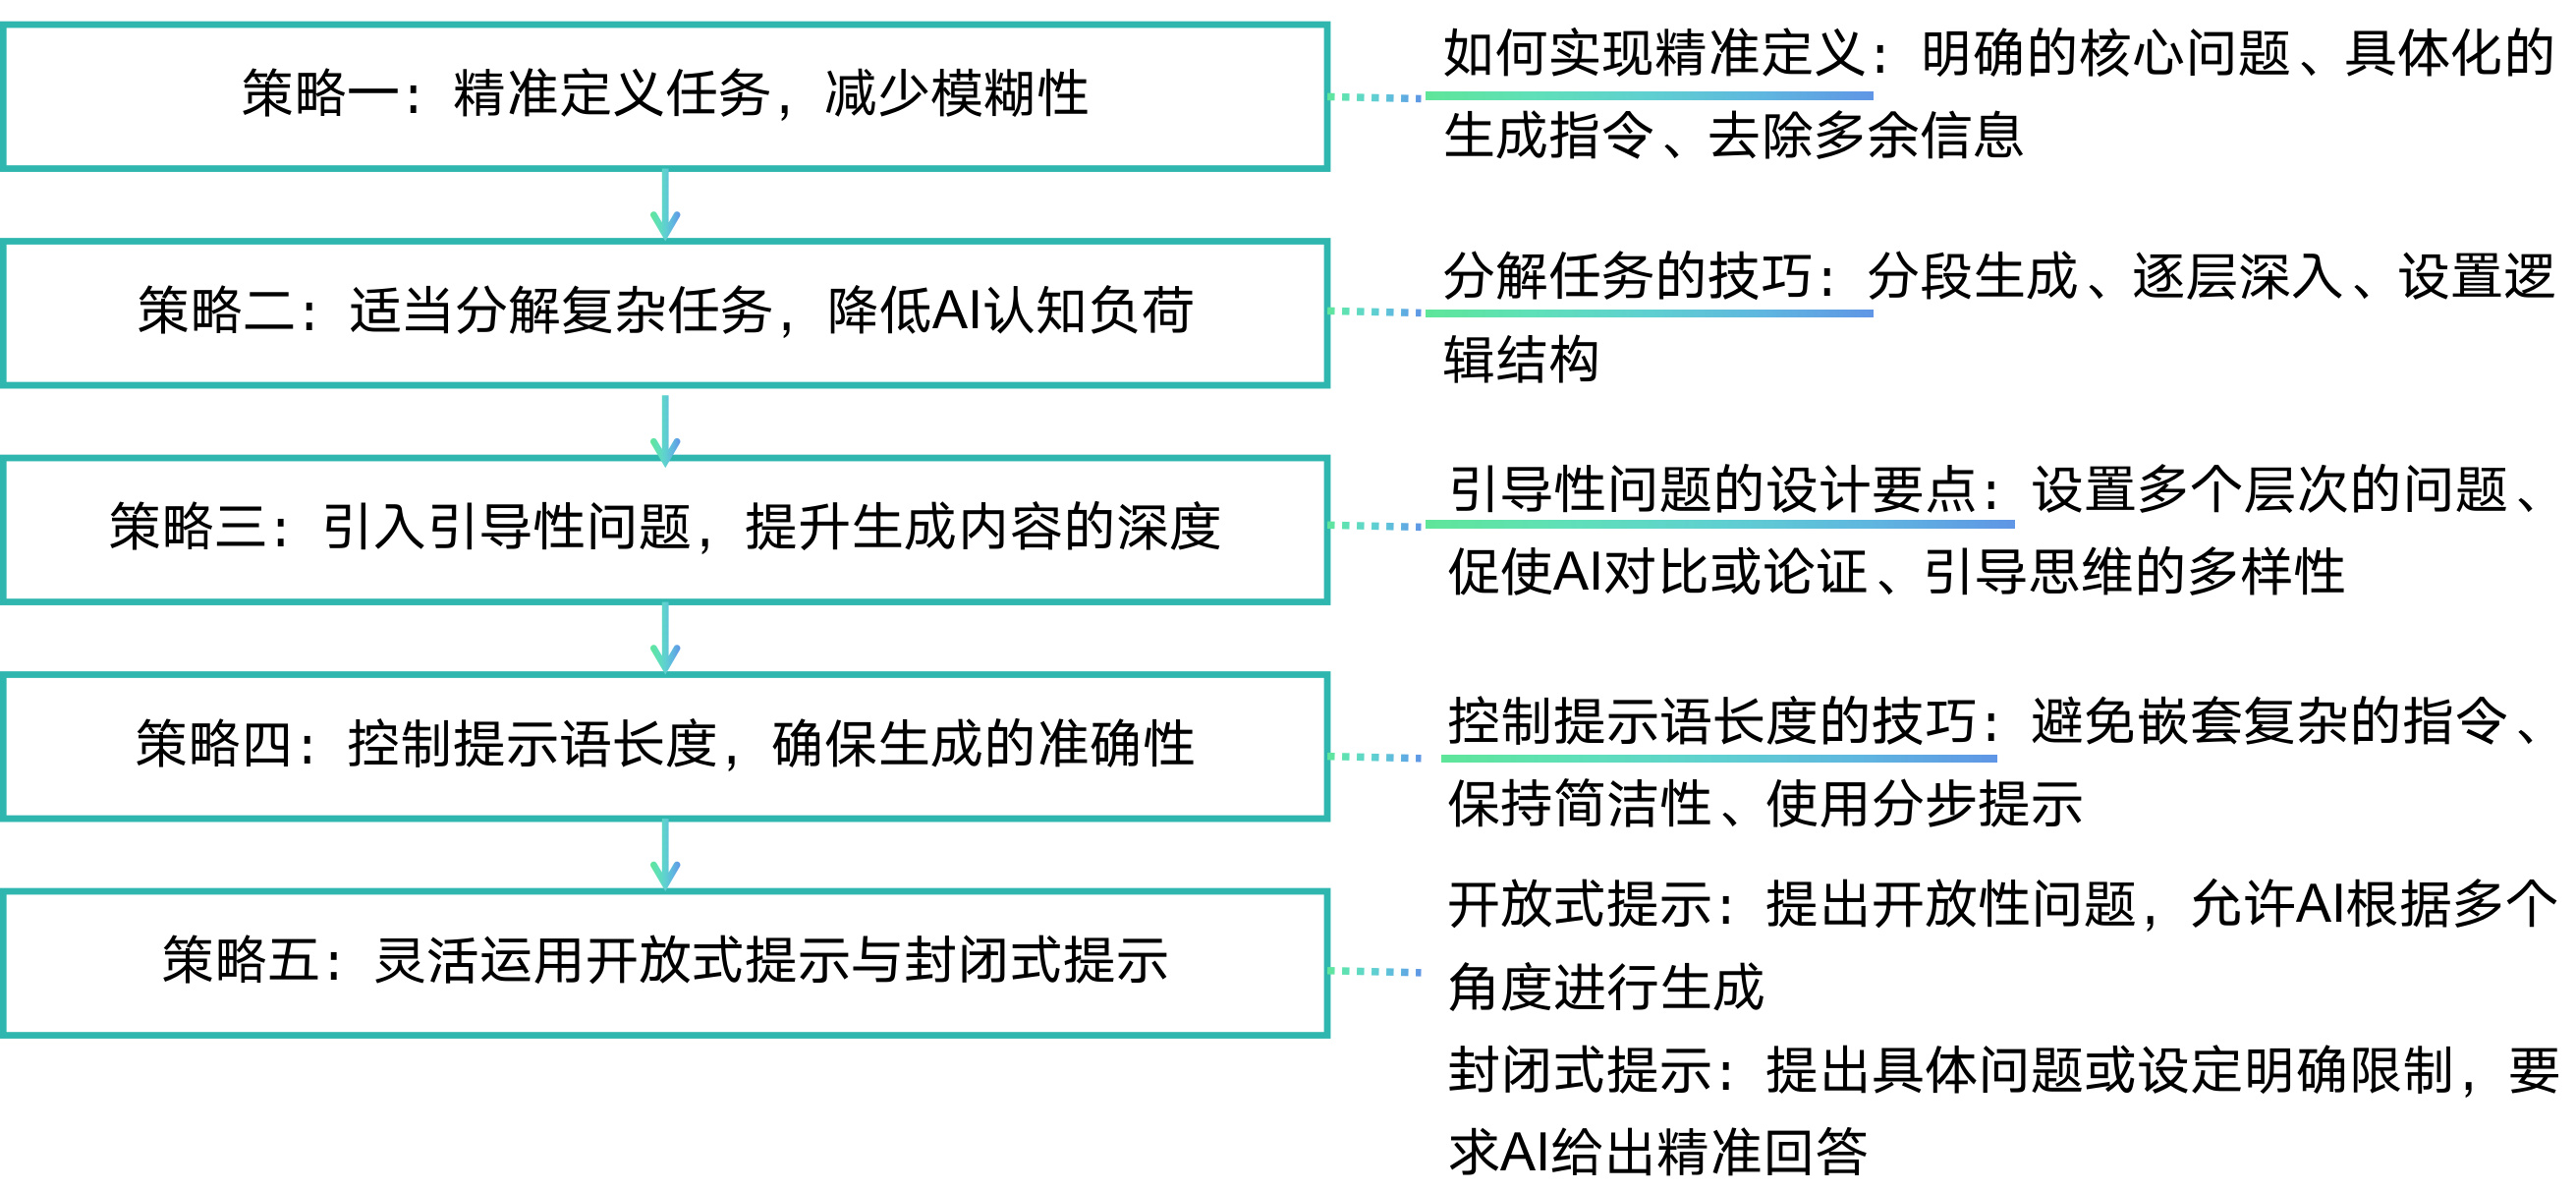 策略一：精准定义任务，减少模糊性
如何实现精准定义：明确的核心问题、具体化的
生成指令、去除多余信息
策略二：适当分解复杂任务，降低AI认知负荷
分解任务的技巧：分段生成、逐层深入、设置逻
辑结构
策略三：引入引导性问题，提升生成内容的深度
引导性问题的设计要点：设置多个层次的问题、
促使AI对比或论证、引导思维的多样性
策略四：控制提示语长度，确保生成的准确性
控制提示语长度的技巧：避免嵌套复杂的指令、
保持简洁性、使用分步提示
策略五：灵活运用开放式提示与封闭式提示
开放式提示：提出开放性问题，允许AI根据多个
角度进行生成
封闭式提示：提出具体问题或设定明确限制，要
求AI给出精准回答